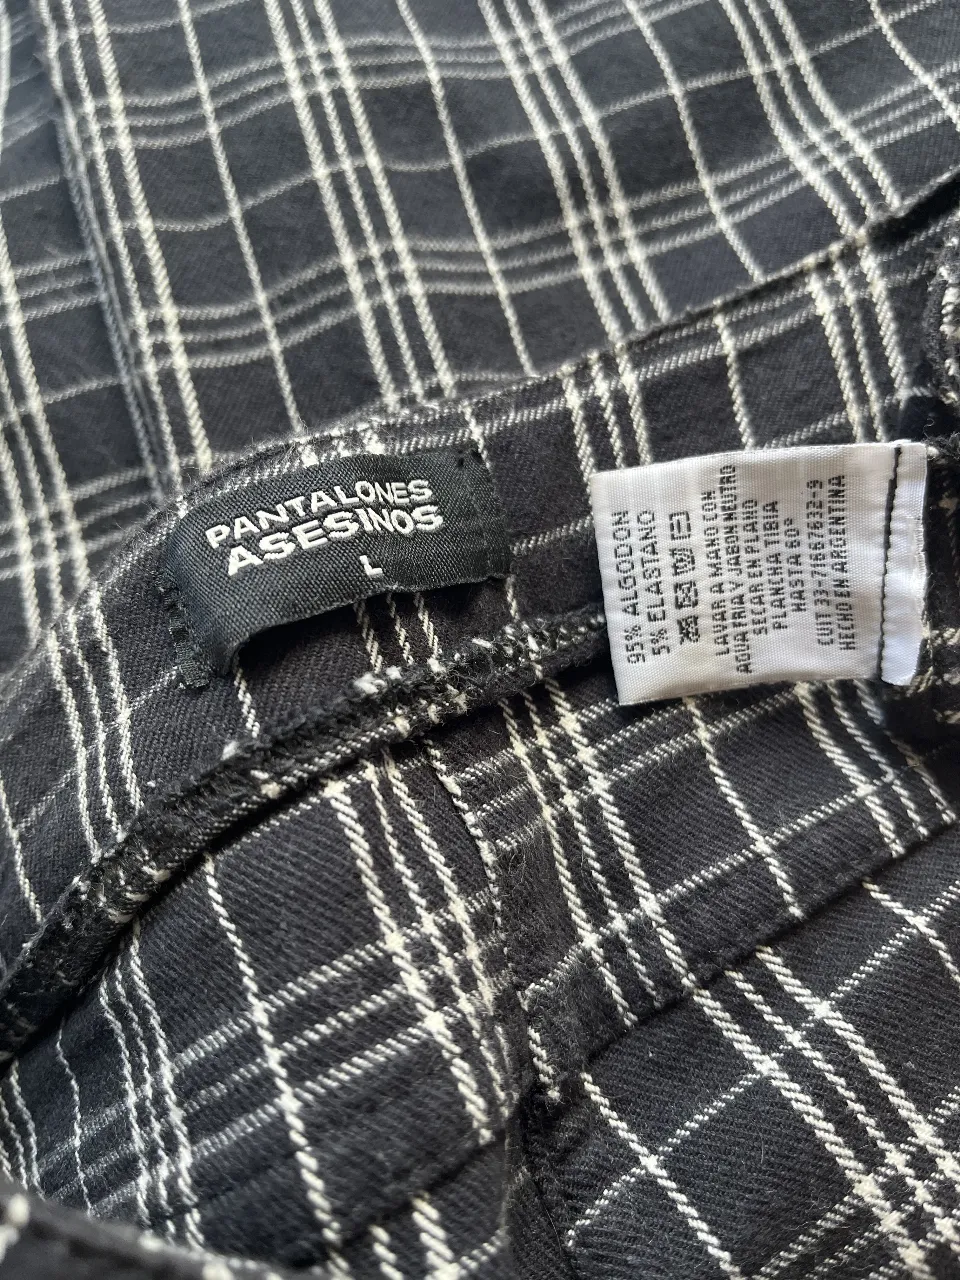 PANTALONES
ASESINOS
L
95% ALGODON
5% ELASTANO
LAVAR A MANO CON
AGUA FRIA Y JABON NEUTRO
SECAR EN PLANO
PLANCHA TIBIA
HASTA 60º
CUIT 33-71667632-9
HECHO EN ARGENTINA